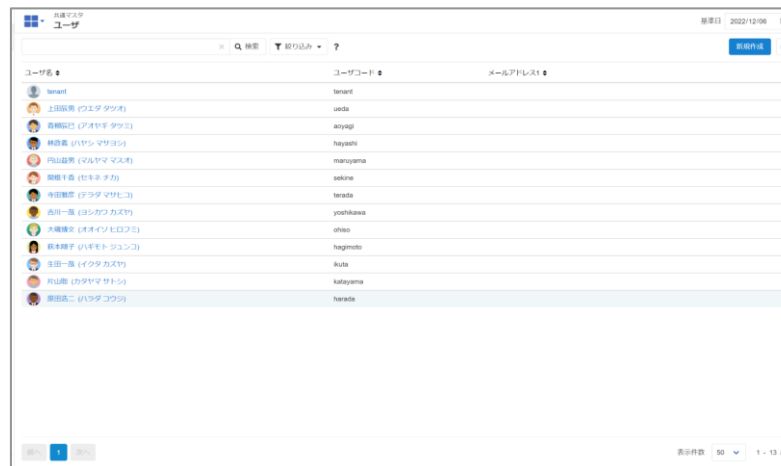 共通マスタ
ユーザ
基準日 2022/12/06
× 検索 絞り込み ?
新規作成
ユーザ名 ユーザコード メールアドレス1
tenant tenant
上田辰男 (ウエダ タツオ) ueda
青柳辰巳 (アオヤギ タツミ) aoyagi
林政義 (ハヤシ マサヨシ) hayashi
円山益男 (マルヤマ マスオ) maruyama
関根千香 (セキネ チカ) sekine
寺田雅彦 (テラダ マサヒコ) terada
吉川一哉 (ヨシカワ カズヤ) yoshikawa
大磯博文 (オオイソ ヒロフミ) ohiso
萩本順子 (ハギモト ジュンコ) hagimoto
生田一哉 (イクタ カズヤ) ikuta
片山聡 (カタヤマ サトシ) katayama
原田浩二 (ハラダ コウジ) harada
前へ 1 次へ
表示件数 50 1 - 13